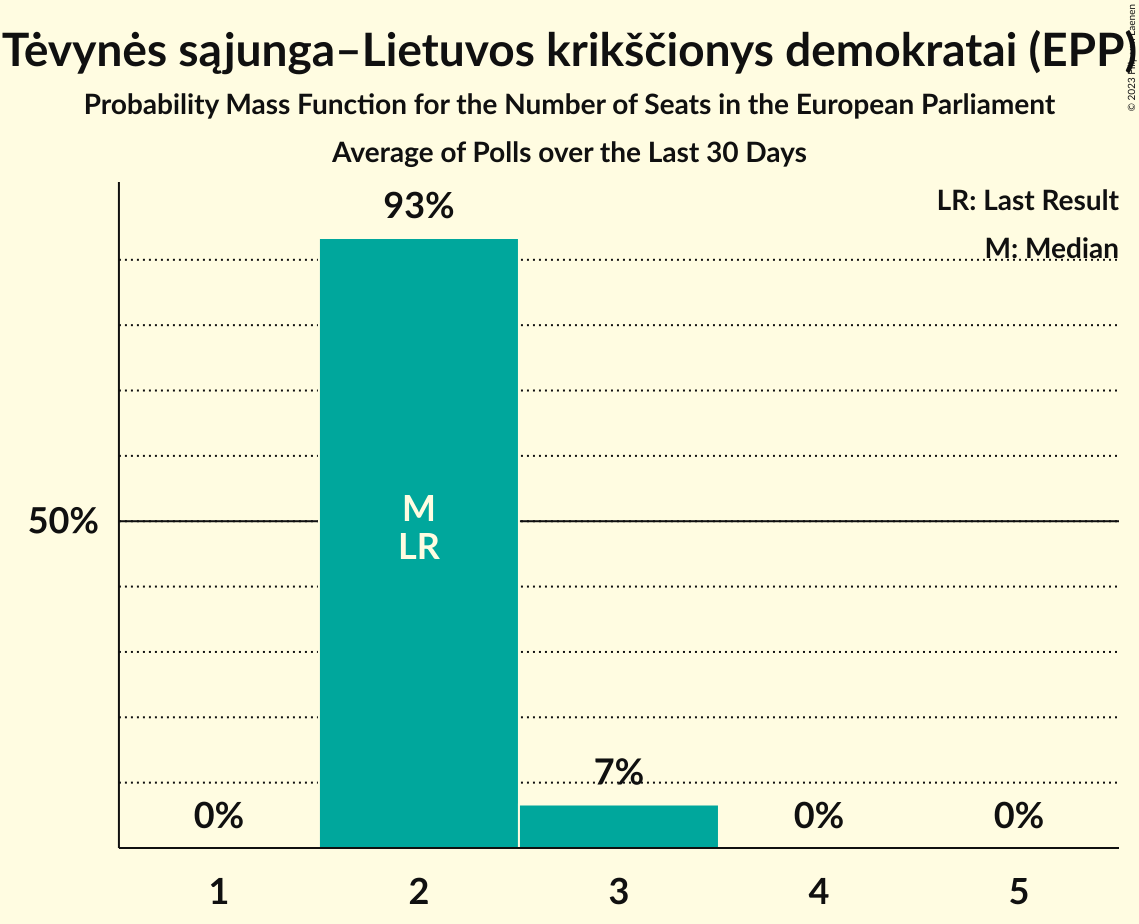 Tėvynės sąjunga–Lietuvos krikščionys demokratai (EPP)
Probability Mass Function for the Number of Seats in the European Parliament
Average of Polls over the Last 30 Days
© 2023 Laenen
LR: Last Result
M: Median
93%
50%
M
LR
7%
0%
0%
0%
1
2
3
4
5